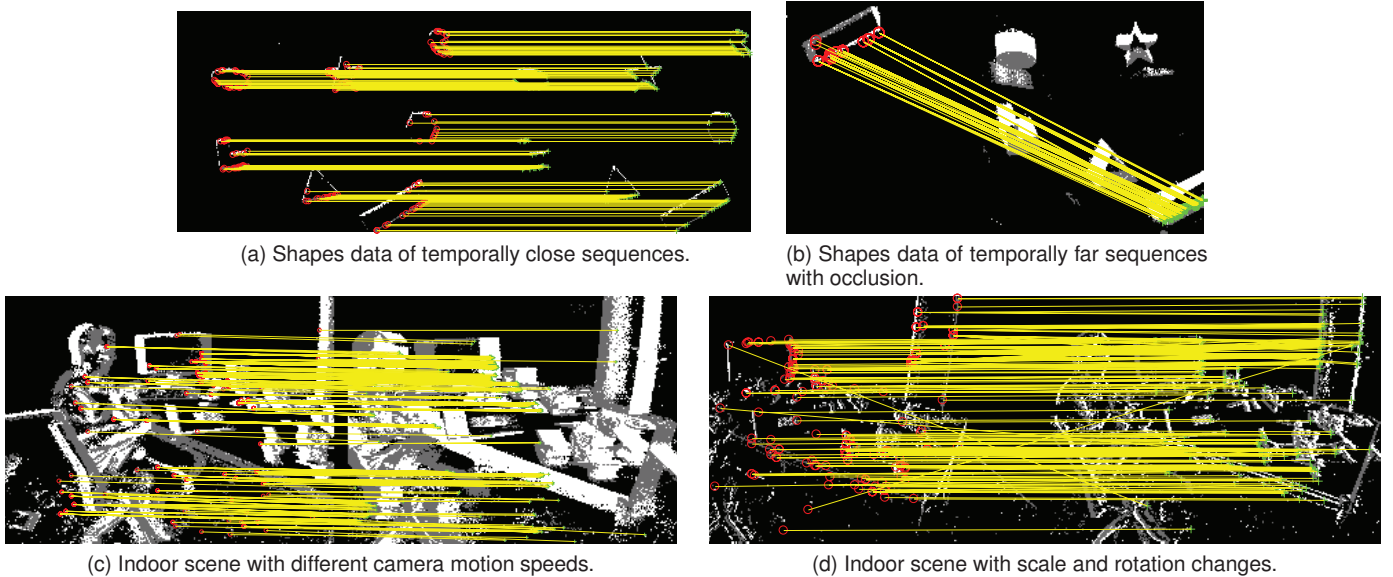 (a) Shapes data of temporally close sequences.
(b) Shapes data of temporally far sequences
with occlusion.
(c) Indoor scene with different camera motion speeds.
(d) Indoor scene with scale and rotation changes.